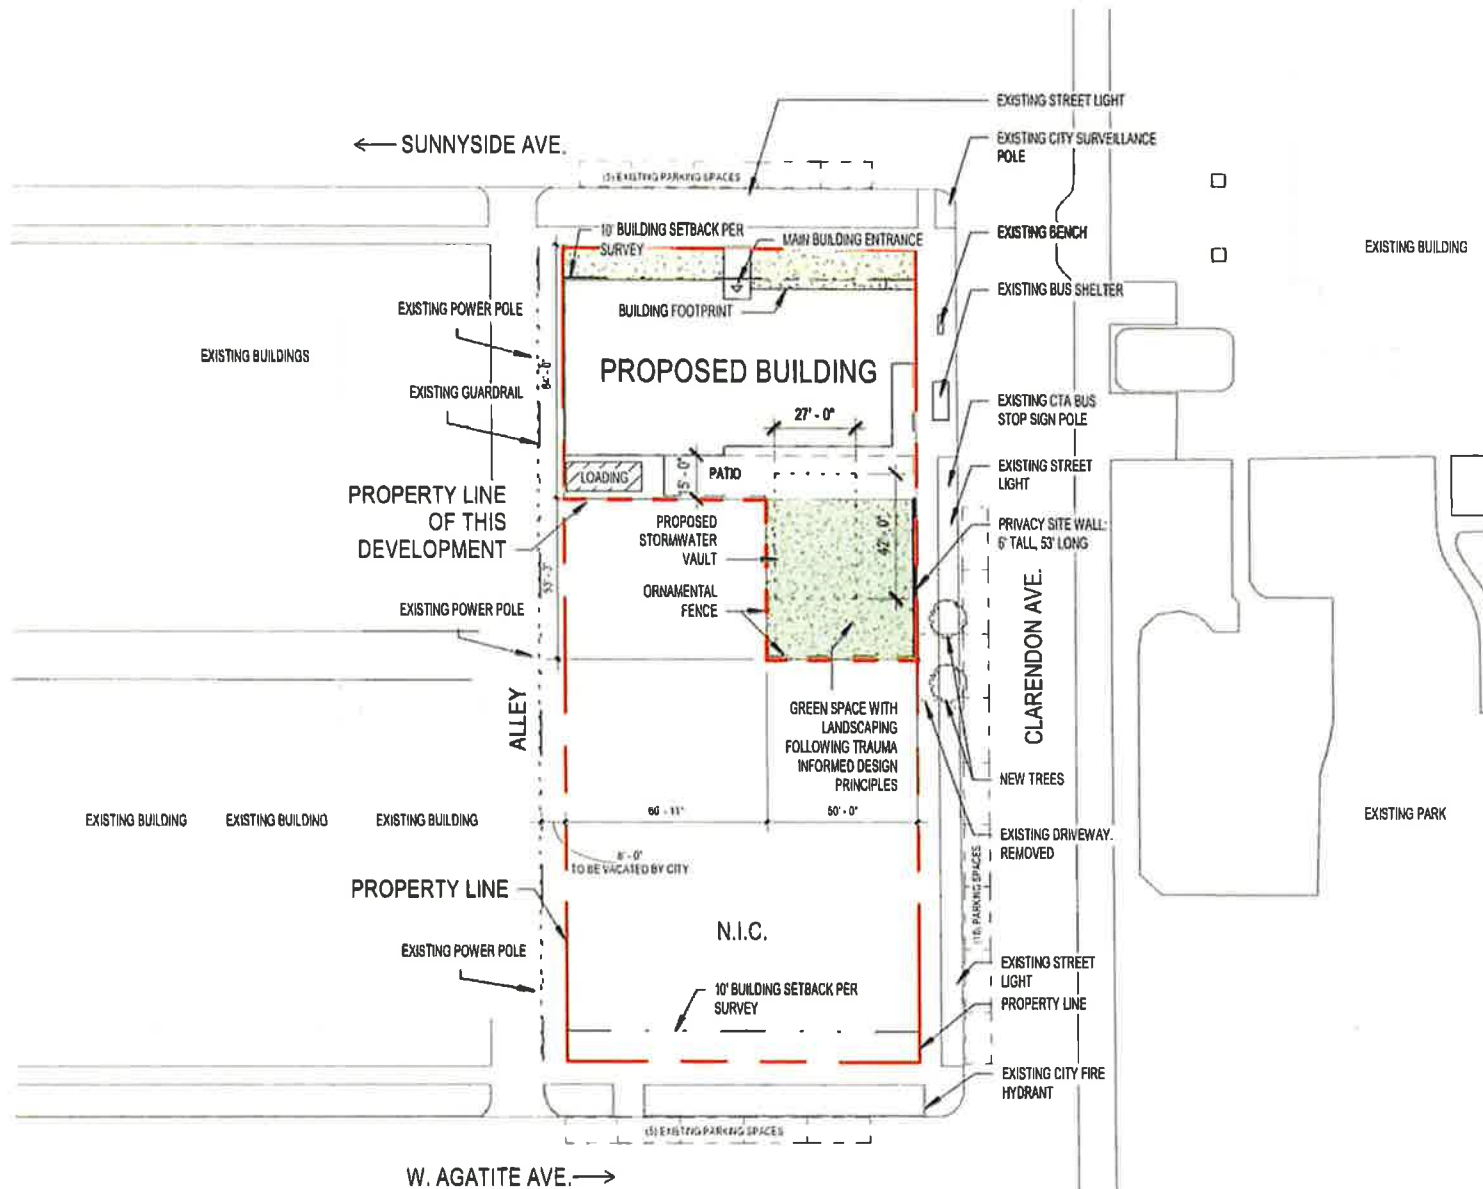 EXISTING STREET LIGHT
← SUNNYSIDE AVE.
EXISTING CITY SURVEILLANCE
POLE
(5) EXISTING PARKING SPACES
10' BUILDING SETBACK PER
SURVEY
MAIN BUILDING ENTRANCE
EXISTING BENCH
EXISTING BUILDING
EXISTING BUS SHELTER
EXISTING POWER POLE
BUILDING FOOTPRINT
EXISTING BUILDINGS
PROPOSED BUILDING
EXISTING GUARDRAIL
EXISTING CTA BUS
STOP SIGN POLE
27' - 0"
LOADING
15' - 0"
PATIO
EXISTING STREET
LIGHT
PROPERTY LINE
OF THIS
DEVELOPMENT
PROPOSED
STORMWATER
VAULT
42' - 0"
PRIVACY SITE WALL:
6' TALL, 53' LONG
ORNAMENTAL
FENCE
EXISTING POWER POLE
ALLEY
CLARENDON AVE.
GREEN SPACE WITH
LANDSCAPING
FOLLOWING TRAUMA
INFORMED DESIGN
PRINCIPLES
NEW TREES
60' - 11"
50' - 0"
EXISTING BUILDING
EXISTING BUILDING
EXISTING BUILDING
EXISTING PARK
EXISTING DRIVEWAY.
REMOVED
8' - 0"
TO BE VACATED BY CITY
PROPERTY LINE
PARKING SPACES
N.I.C.
EXISTING POWER POLE
EXISTING STREET
LIGHT
10' BUILDING SETBACK PER
SURVEY
PROPERTY LINE
EXISTING CITY FIRE
HYDRANT
(5) EXISTING PARKING SPACES
W. AGATITE AVE. →